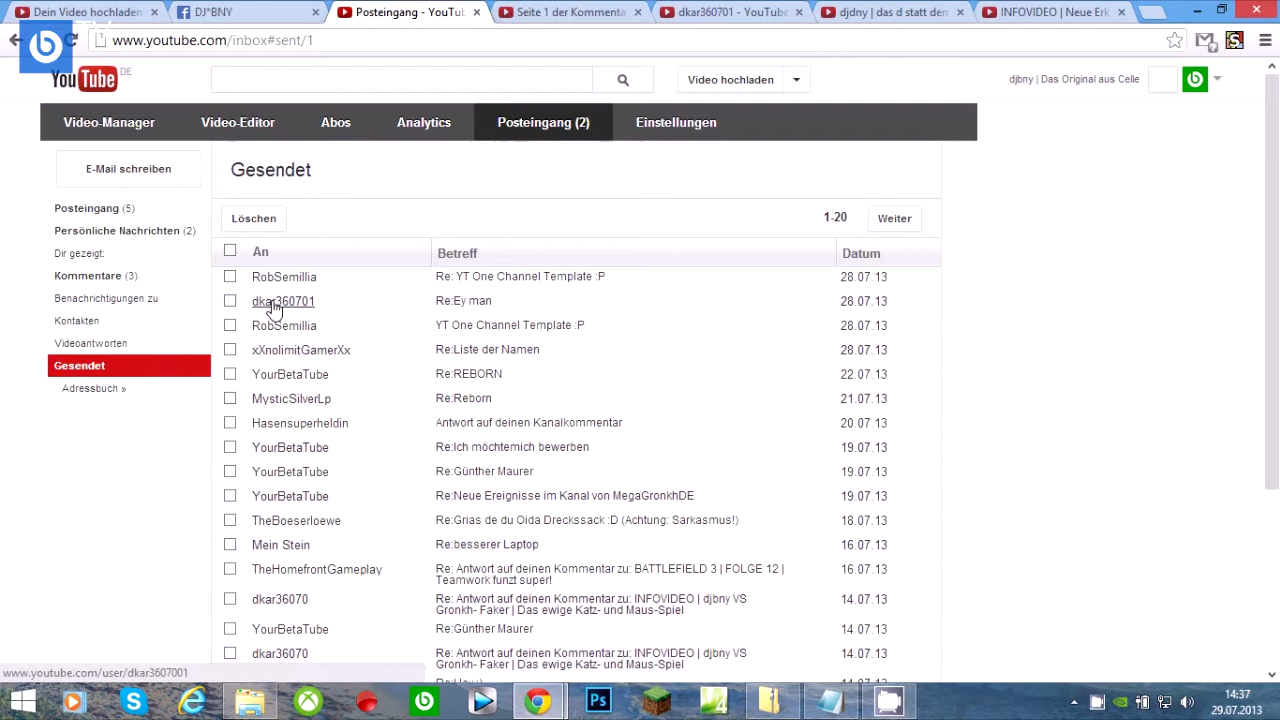 Dein Videolink wurden
DJ*BNY
Posteingang - YouTu
Seite 1 der Kommenta
dkar360701 - YouTube
djdny | das d statt dem
INFOVIDEO | Neue Erk
www.youtube.com/inbox#sent/1
YouTube DE
Video hochladen
djbny | Das Original aus Celle
Video-Manager
Video-Editor
Abos
Analytics
Posteingang (2)
Einstellungen
E-Mail schreiben
Gesendet
Posteingang (5)
Löschen
1-20
Weiter
Persönliche Nachrichten (2)
Dir gezeigt:
An
Betreff
Datum
Kommentare (3)
RobSemillia
Re: YT One Channel Template :P
28.07.13
Benachrichtigungen zu
dkar360701
Re:Ey man
28.07.13
Kontakten
RobSemillia
YT One Channel Template :P
28.07.13
Videoantworten
xXnolimitGamerXx
Re:Liste der Namen
28.07.13
Gesendet
YourBetaTube
Re:REBORN
22.07.13
Adressbuch »
MysticSilverLp
Re:Reborn
21.07.13
Hasensuperheldin
Antwort auf deinen Kanalkommentar
20.07.13
YourBetaTube
Re:Ich möchtemich bewerben
19.07.13
YourBetaTube
Re:Günther Maurer
19.07.13
YourBetaTube
Re:Neue Ereignisse im Kanal von MegaGronkhDE
19.07.13
TheBoeserloewe
Re:Grias de du Oida Drecks​sack :D (Achtung: Sarkasmus!)
18.07.13
Mein Stein
Re:besserer Laptop
16.07.13
TheHomefrontGameplay
Re: Antwort auf deinen Kommentar zu: BATTLEFIELD 3 | FOLGE 12 |
Teamwork funzt super!
16.07.13
dkar36070
Re: Antwort auf deinen Kommentar zu: INFOVIDEO | djbny VS
Gronkh- Faker | Das ewige Katz- und Maus-Spiel
14.07.13
YourBetaTube
Re:Günther Maurer
14.07.13
dkar36070
Re: Antwort auf deinen Kommentar zu: INFOVIDEO | djbny VS
Gronkh- Faker | Das ewige Katz- und Maus-Spiel
14.07.13
www.youtube.com/user/dkar3607001
14:37
29.07.2013